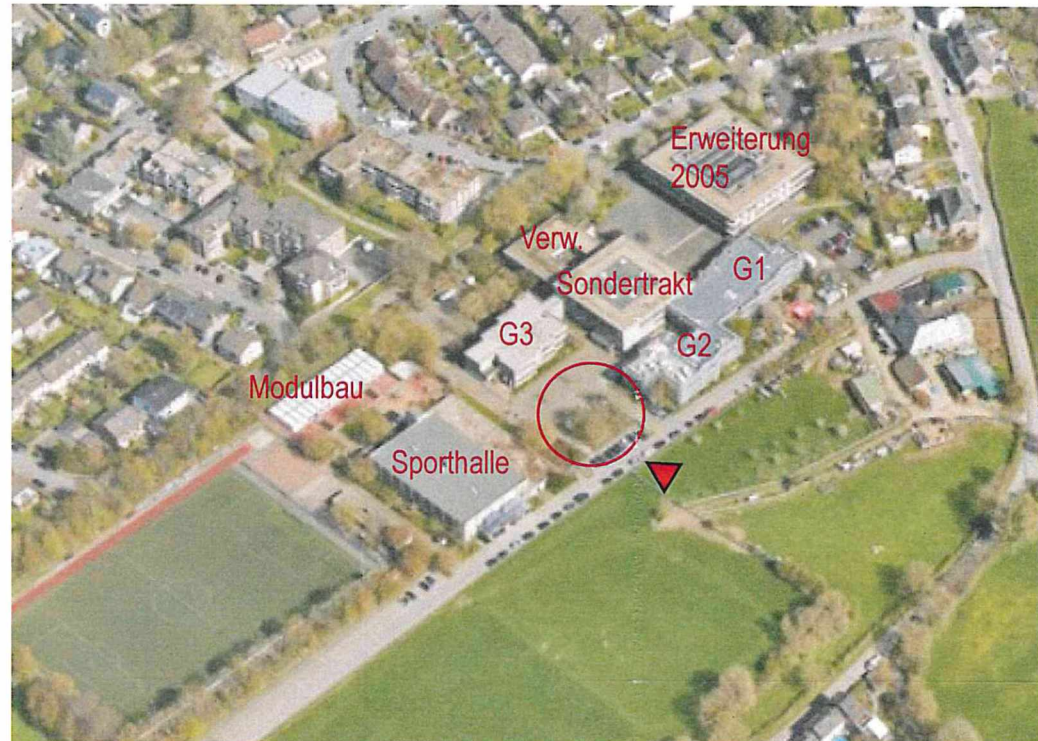 Erweiterung
2005
Verw.
G1
Sondertrakt
G3
G2
Modulbau
Sporthalle